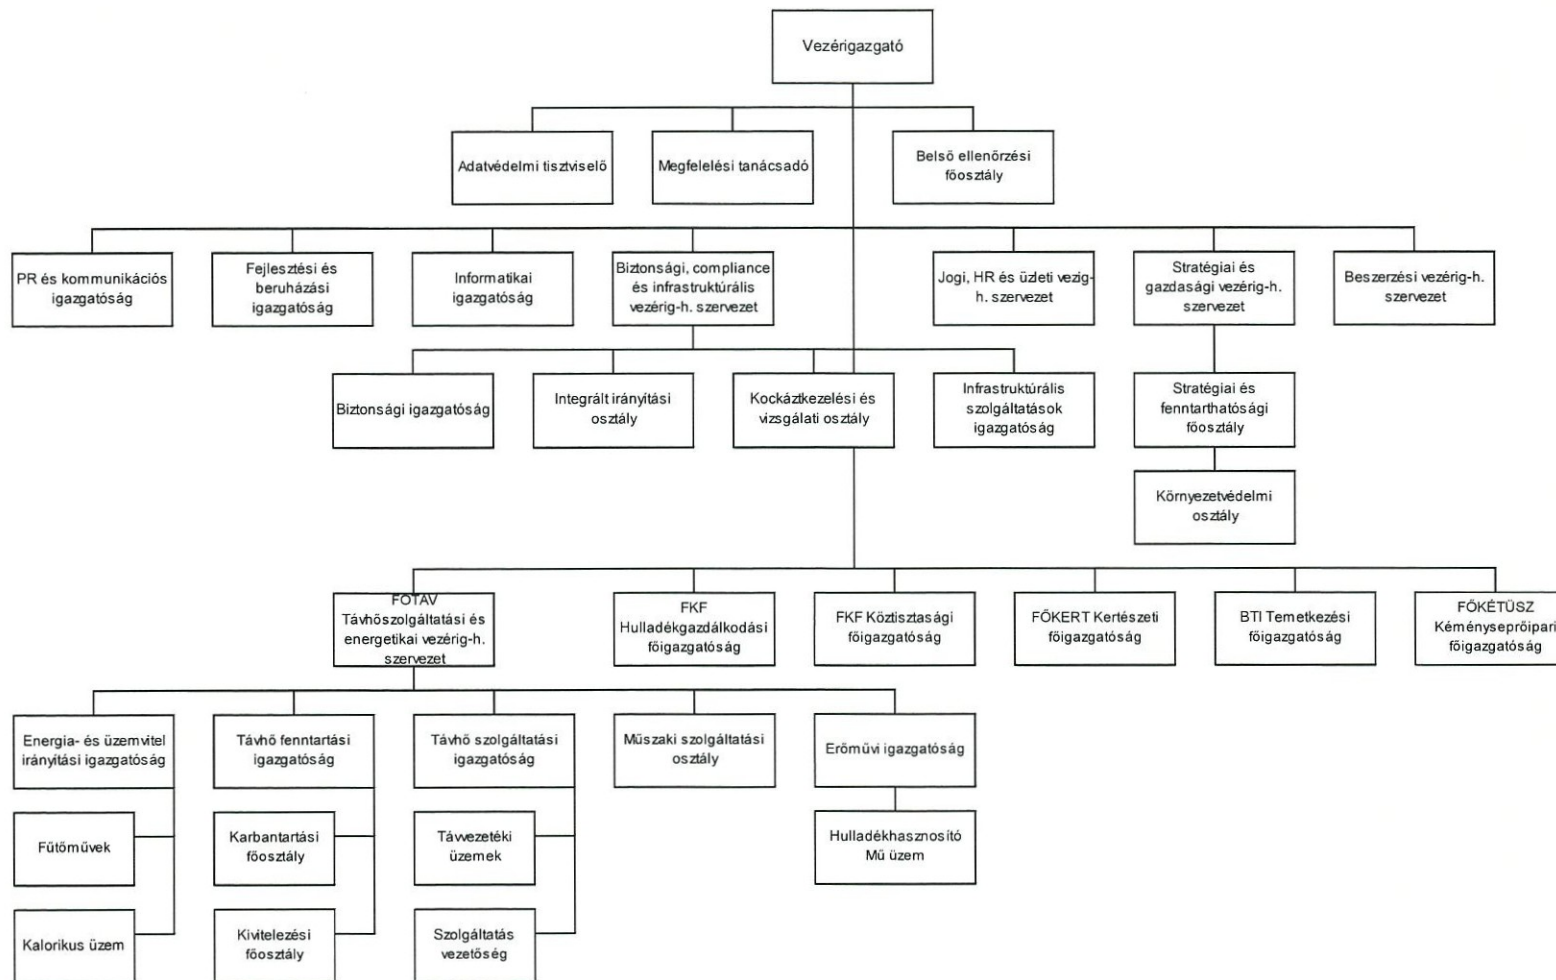 Vezérigazgató
Adatvédelmi tisztviselő
Megfelelési tanácsadó
Belső ellenőrzési
főosztály
PR és kommunikációs
igazgatóság
Fejlesztési és
beruházási
igazgatóság
Informatikai
igazgatóság
Biztonsági, compliance
és infrastruktúrális
vezérig-h. szervezet
Jogi, HR és üzleti vezig-
h. szervezet
Stratégiai és
gazdasági vezérig-h.
szervezet
Beszerzési vezérig-h.
szervezet
Biztonsági igazgatóság
Integrált irányítási
osztály
Kockáztkezelési és
vizsgálati osztály
Infrastruktúrális
szolgáltatások
igazgatóság
Stratégiai és
fenntarthatósági
főosztály
Környezetvédelmi
osztály
FŐTÁV
Távhőszolgáltatási és
energetikai vezérig-h.
szervezet
FKF
Hulladékgazdálkodási
főigazgatóság
FKF Köztisztasági
főigazgatóság
FŐKERT Kertészeti
főigazgatóság
BTI Temetkezési
főigazgatóság
FŐKÉTÜSZ
Kéményseprőipari
főigazgatóság
Energia- és üzemvitel
irányítási igazgatóság
Távhő fenntartási
igazgatóság
Távhő szolgáltatási
igazgatóság
Műszaki szolgáltatási
osztály
Erőművi igazgatóság
Fűtőművek
Karbantartási
főosztály
Távvezetéki
üzemek
Hulladékhasznosító
Mű üzem
Kalorikus üzem
Kivitelezési
főosztály
Szolgáltatás
vezetőség